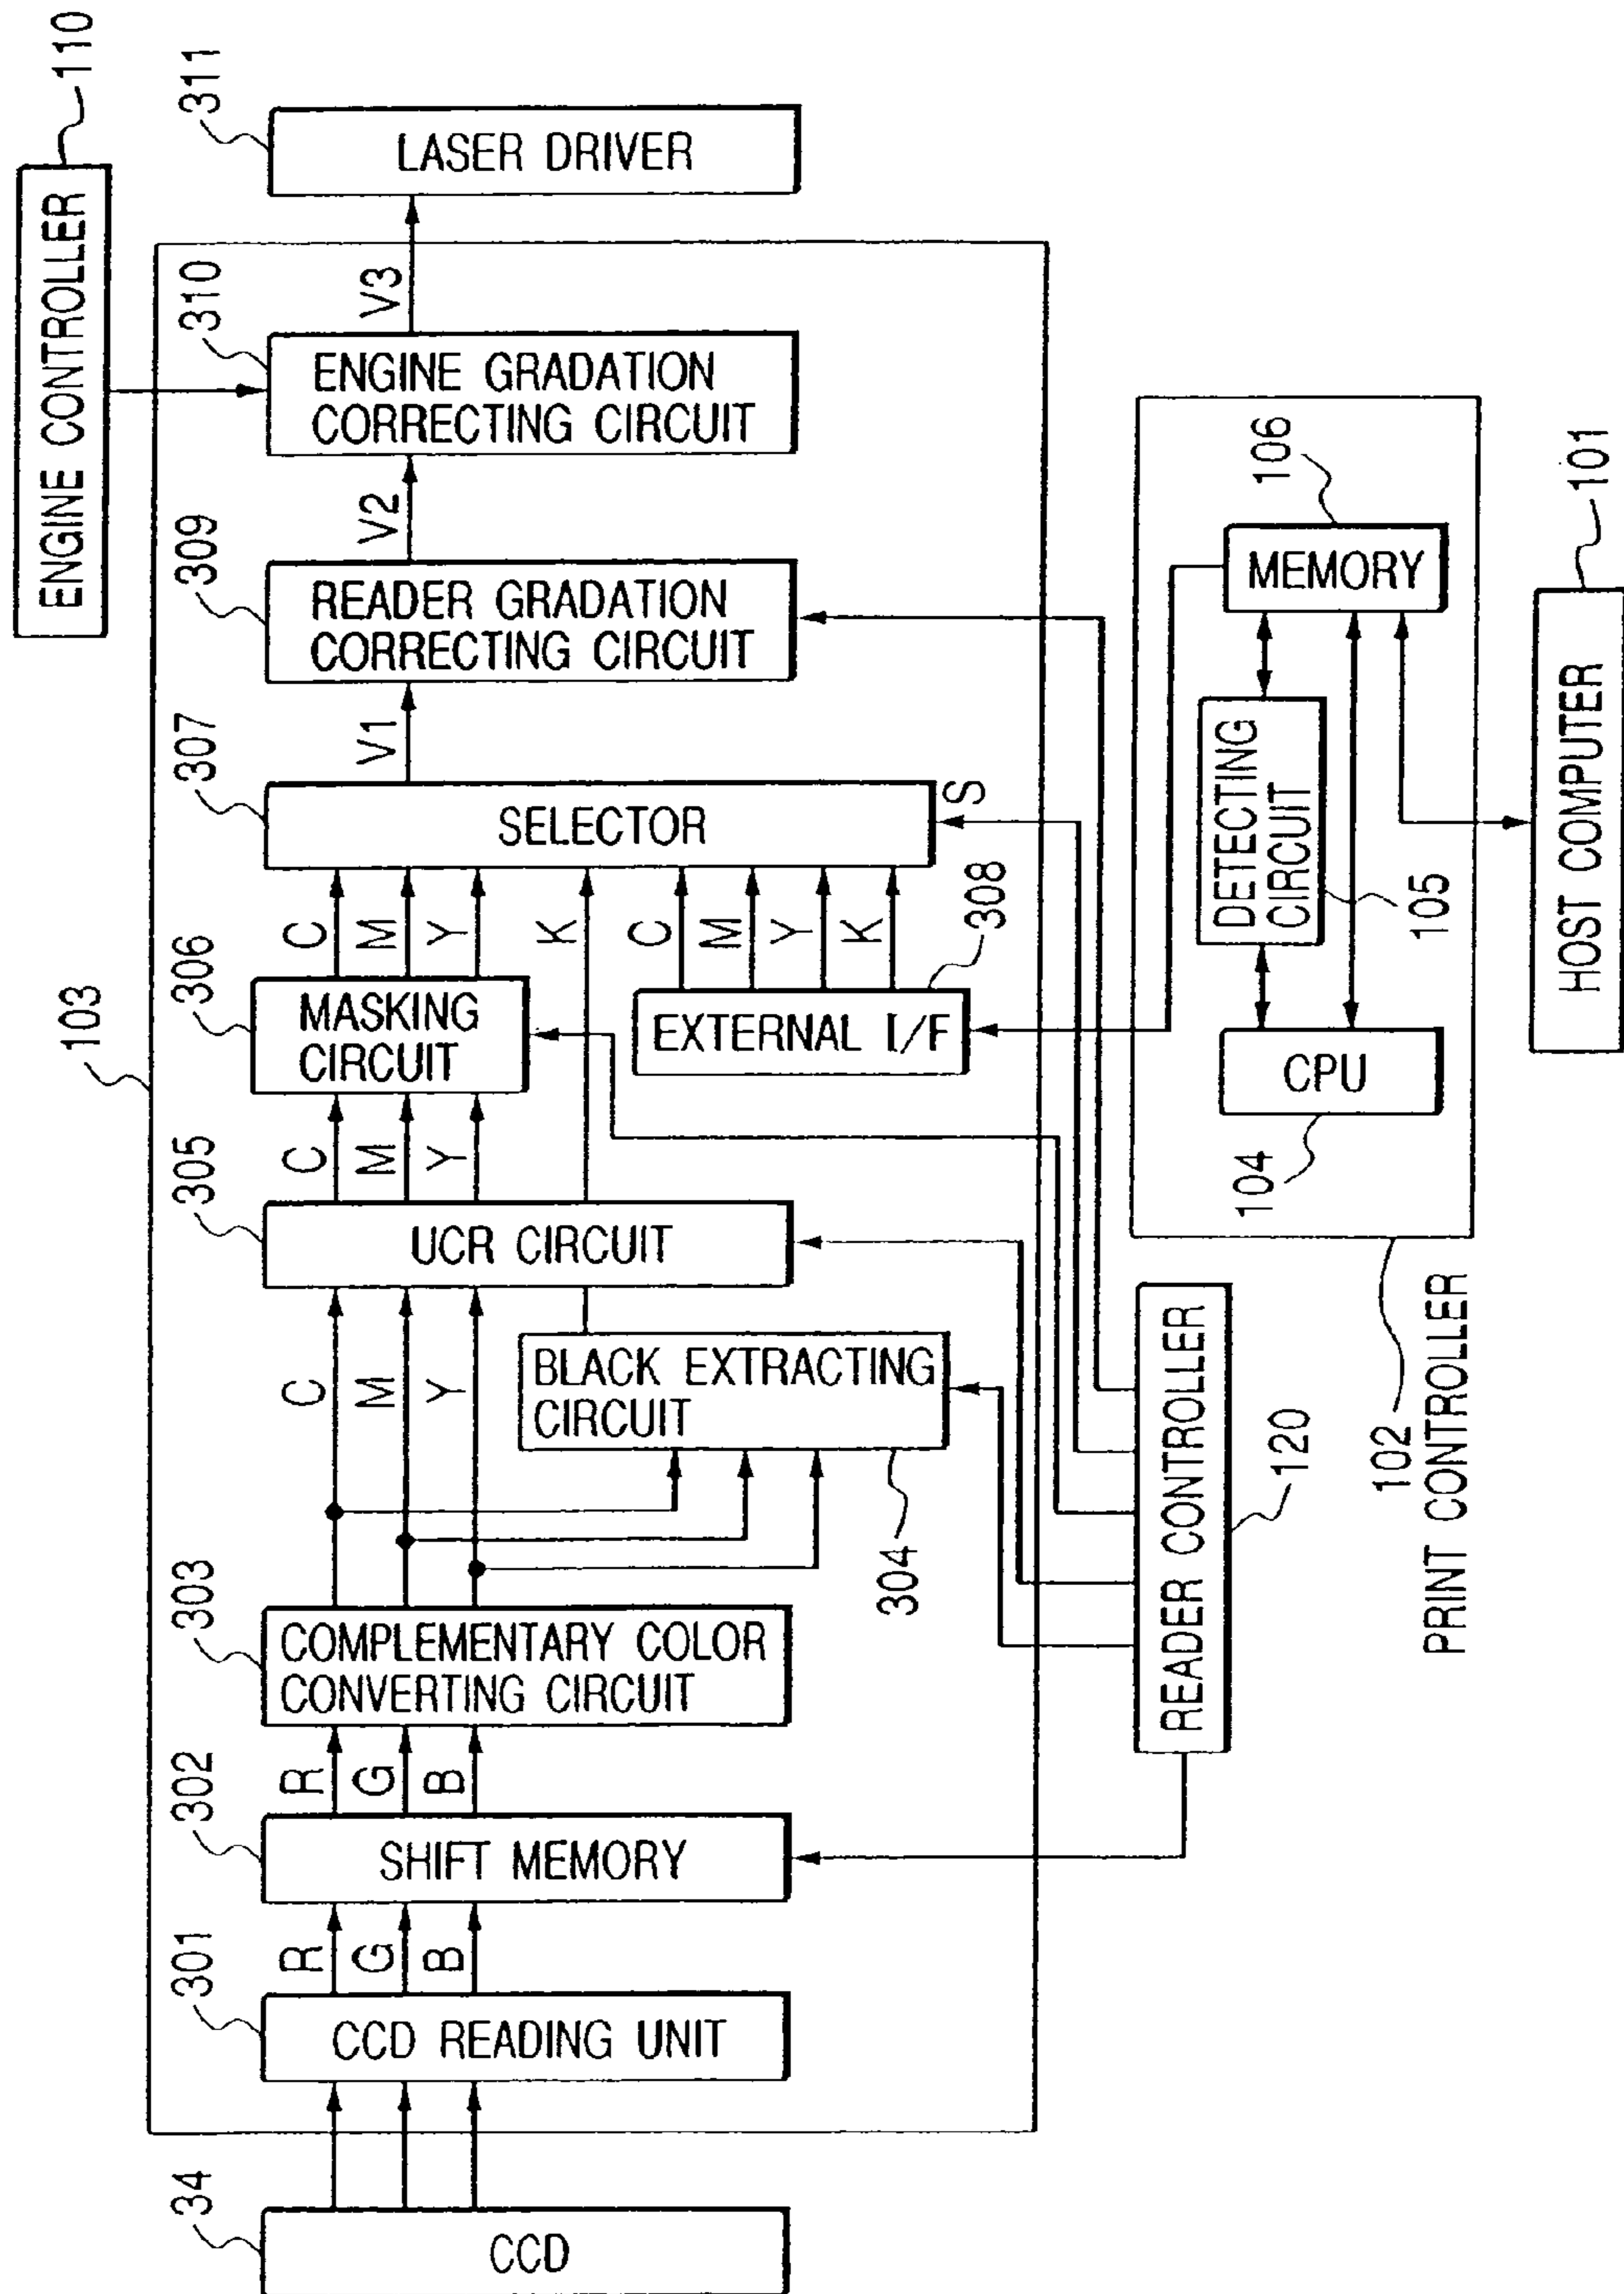 ENGINE CONTROLLER
110
103
34
301
302
303
305
306
307
309
310
311
CCD
CCD READING UNIT
R
G
B
SHIFT MEMORY
R
G
B
COMPLEMENTARY COLOR
CONVERTING CIRCUIT
C
M
Y
BLACK EXTRACTING
CIRCUIT
304
UCR CIRCUIT
C
M
Y
K
MASKING
CIRCUIT
C
M
Y
EXTERNAL I/F
308
C
M
Y
K
SELECTOR
S
V1
READER GRADATION
CORRECTING CIRCUIT
V2
ENGINE GRADATION
CORRECTING CIRCUIT
V3
LASER DRIVER
READER CONTROLLER
120
102
PRINT CONTROLLER
CPU
104
DETECTING
CIRCUIT
105
MEMORY
106
HOST COMPUTER
101